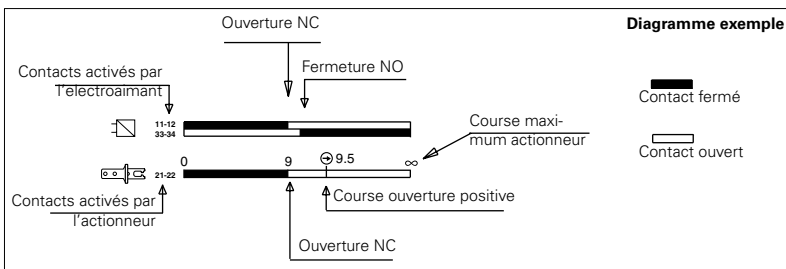 Ouverture NC
Diagramme exemple
Fermeture NO
Contacts activés par
l'electroaimant
11-12
33-34
Contact fermé
Course maxi-
mum actionneur
Contact ouvert
0 9 9.5 ∞
21-22
Course ouverture positive
Contacts activés par
l'actionneur
Ouverture NC